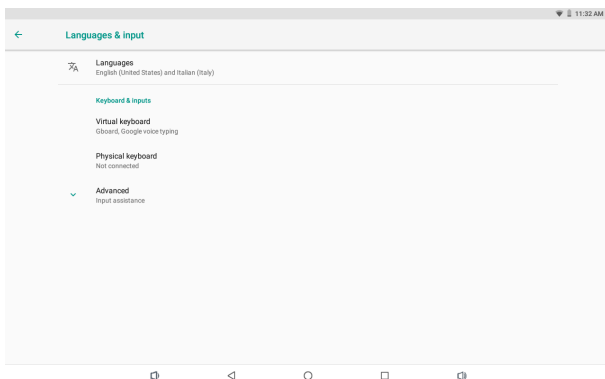 11:32 AM
Languages & input
Languages
English (United States) and Italian (Italy)
Keyboard & inputs
Virtual keyboard
Gboard, Google voice typing
Physical keyboard
Not connected
Advanced
Input assistance